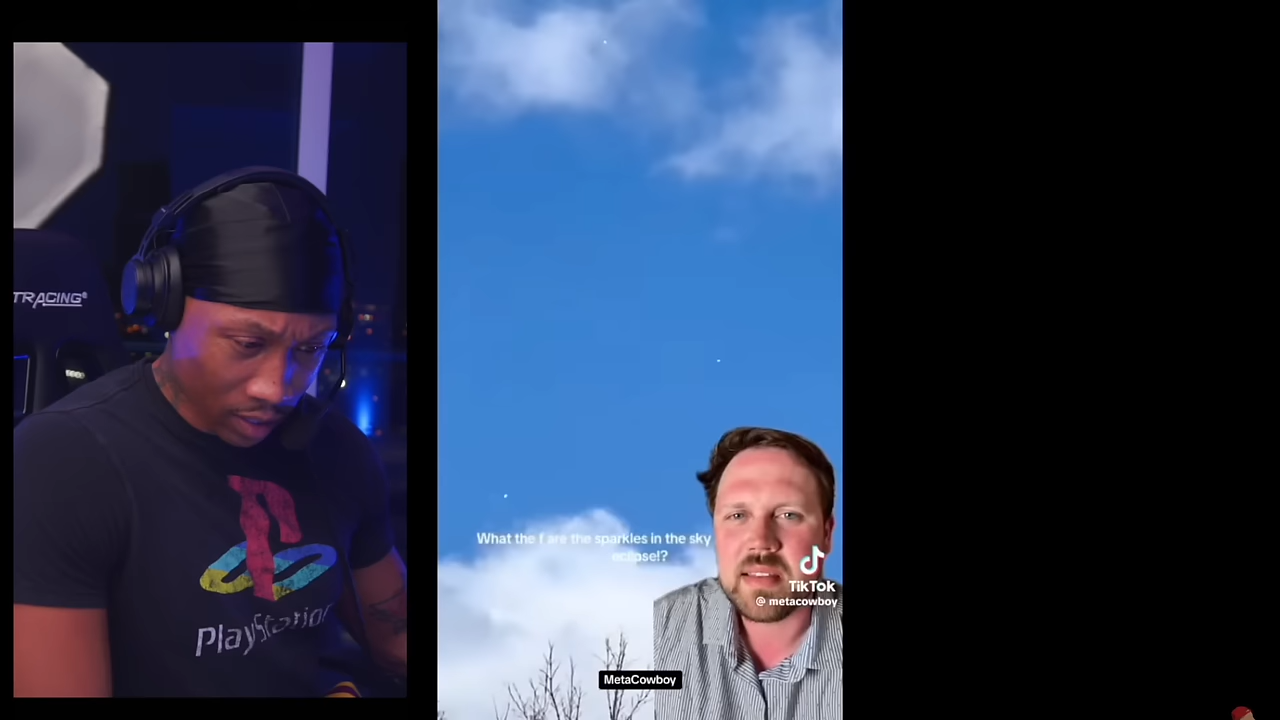 TRACING®
PlayStation
What the f are the sparkles in the sky
eclipse!?
TikTok
@ metacowboy
MetaCowboy